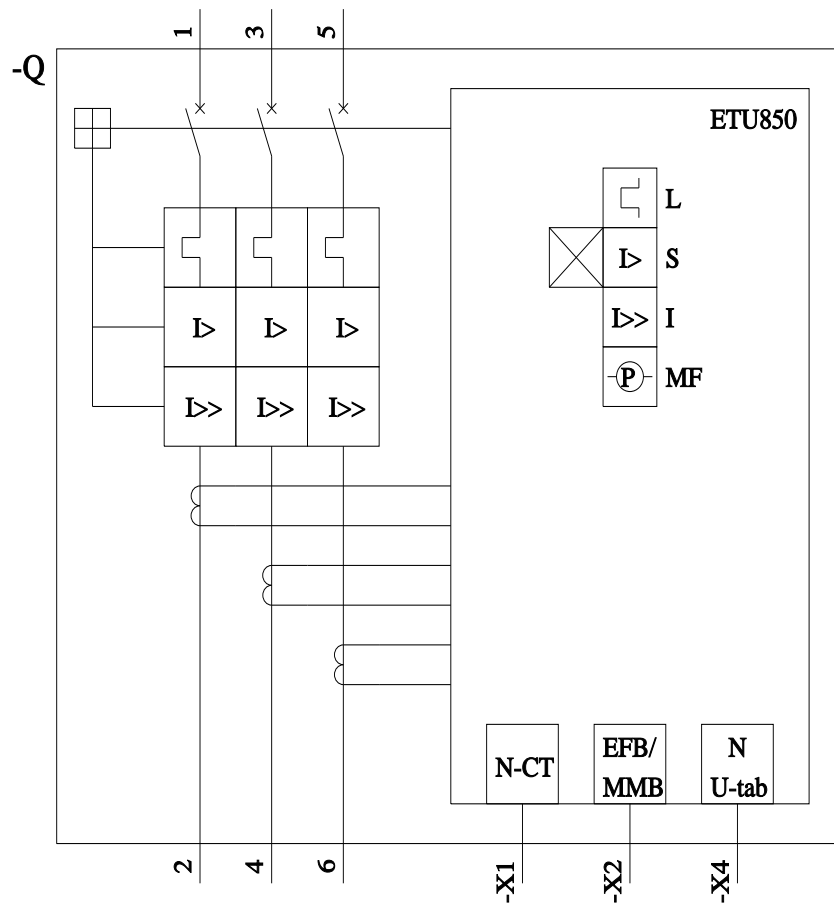 1 3 5
-Q
ETU850
L
I> S
I>> I
P MF
I> I> I>
I>> I>> I>>
N-CT
EFB/
MMB
N
U-tab
2 4 6
-X1 -X2 -X4